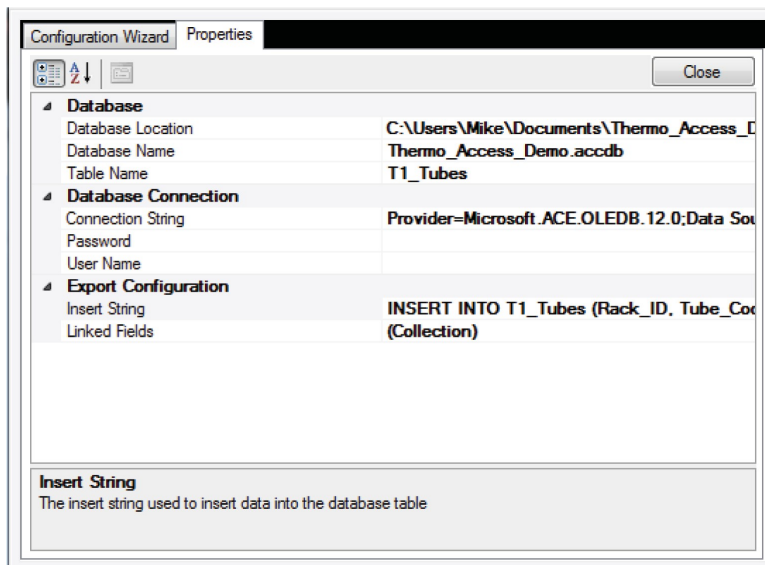 Configuration Wizard Properties
Close
Database
Database Location C:\Users\Mike\Documents\Thermo_Access_D
Database Name Thermo_Access_Demo.accdb
Table Name T1_Tubes
Database Connection
Connection String Provider=Microsoft.ACE.OLEDB.12.0;Data Sou
Password
User Name
Export Configuration
Insert String INSERT INTO T1_Tubes (Rack_ID, Tube_Cod
Linked Fields (Collection)
Insert String
The insert string used to insert data into the database table